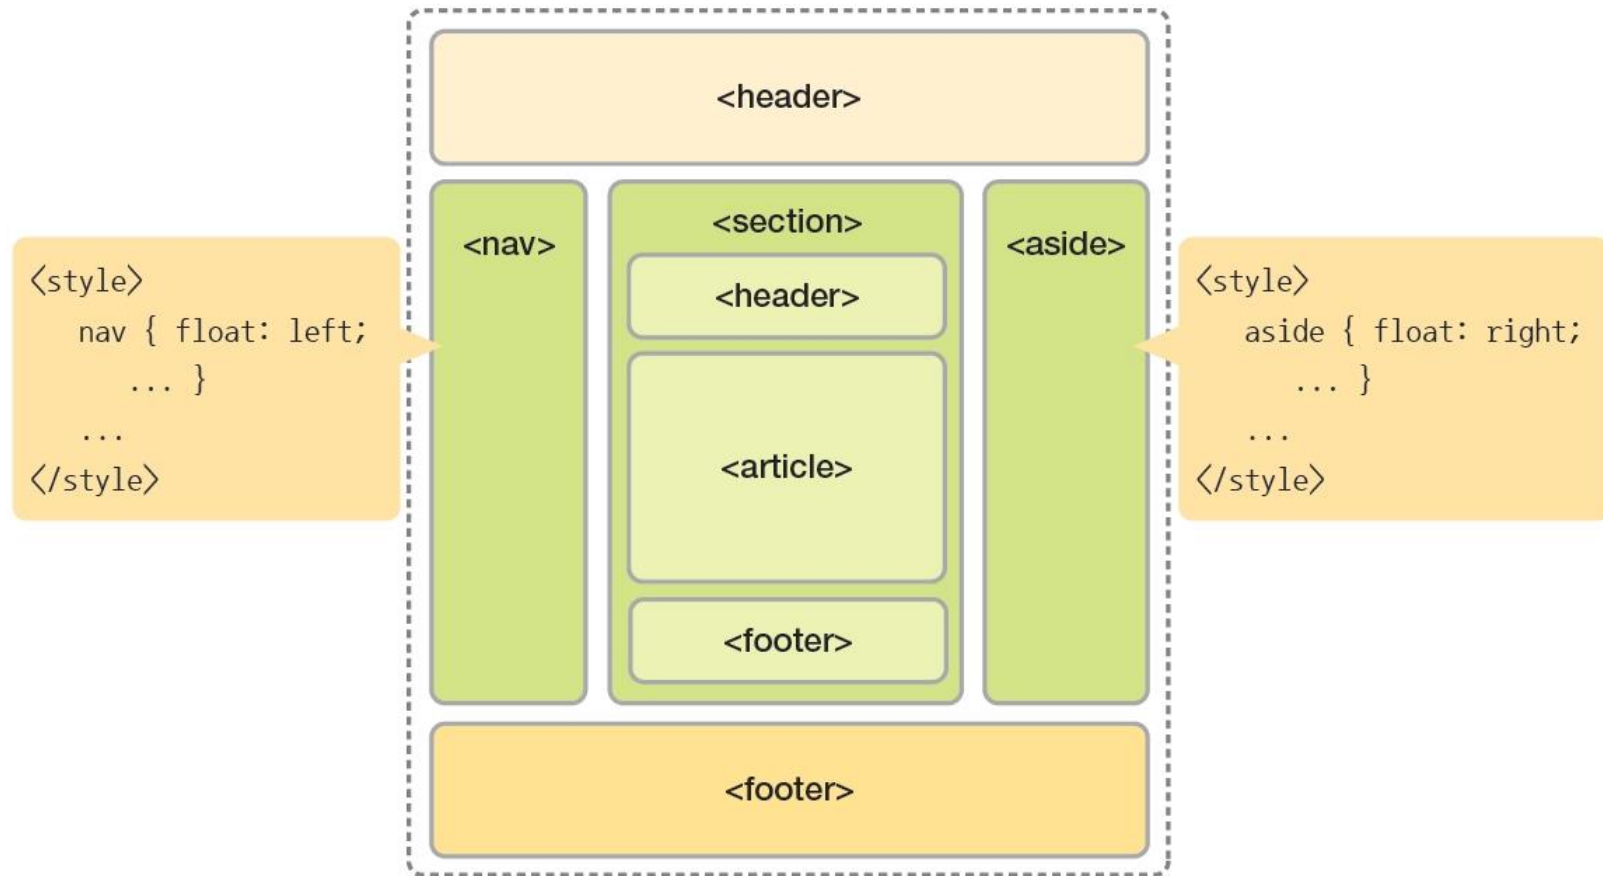 <header>
<nav>
<section>
<aside>
<header>
<article>
<footer>
<footer>
<style>
nav { float: left;
... }
...
</style>
<style>
aside { float: right;
... }
...
</style>